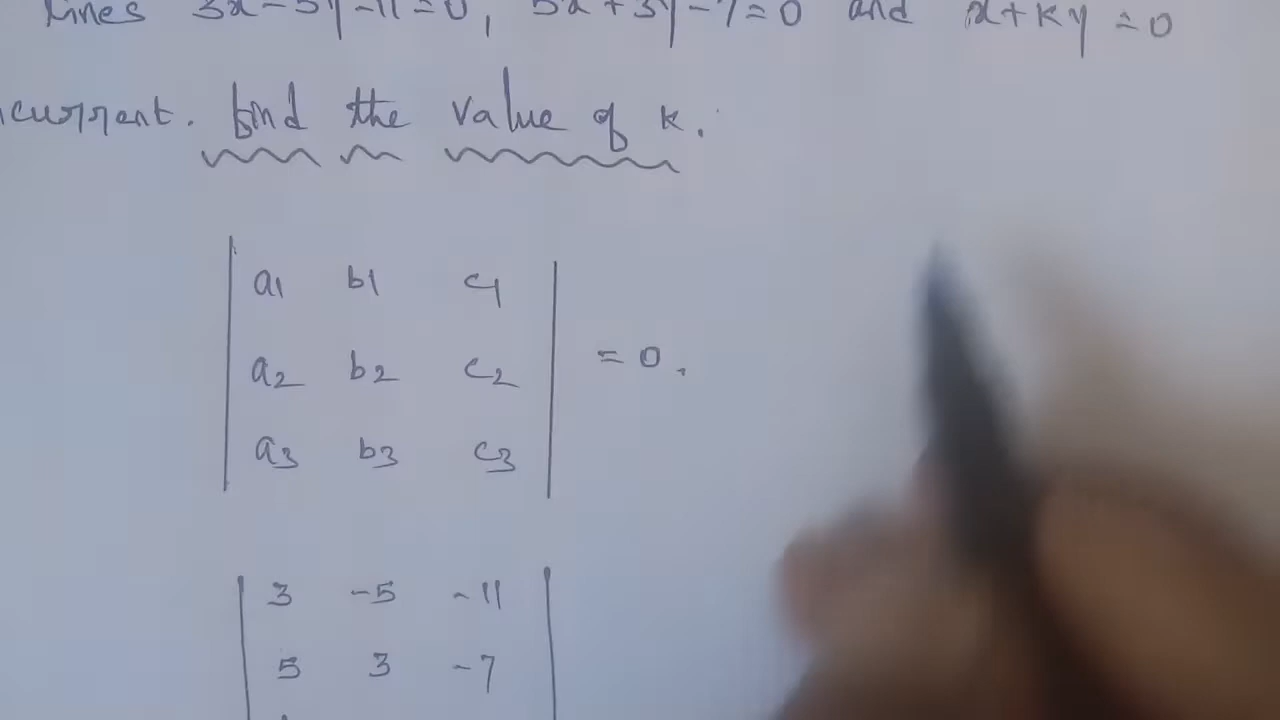 lines 3x-5y-11=0, 5x+3y-7=0 and x+ky=0
ncurrent. find the value of k.
a1 b1 c1
a2 b2 c2 = 0.
a3 b3 c3
3 -5 -11
5 3 -7